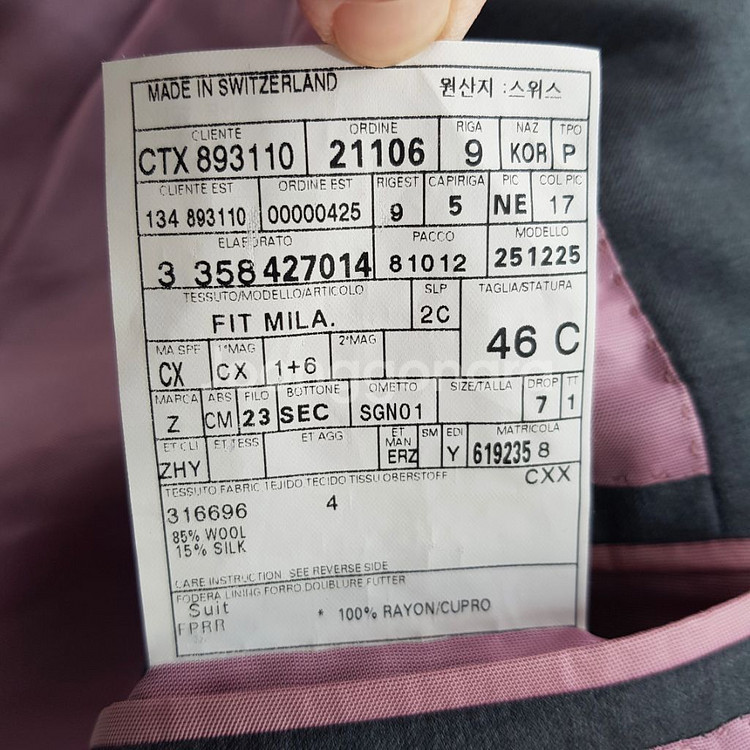 MADE IN SWITZERLAND 원산지 :스위스
CLIENTE ORDINE RIGA NAZ TPO
CTX 893110 21106 9 KOR P
CLIENTE EST ORDINE EST RIGEST CAPIRIGA PIC COL PIC
134 893110 00000425 9 5 NE 17
ELABORATO PACCO MODELLO
3 358 427014 81012 251225
TESSUTO/MODELLO/ARTICOLO SLP TAGLIA/STATURA
FIT MILA. 2C 46 C
MA SPF 1°MAG 2°MAG
CX CX 1+6
MARCA ABS FILO BOTTONE OMETTO SIZE/TALLA DROP TT
Z CM 23 SEC SGN01 7 1
ET CLI ET TESS ET AGG ET MAN SM EDI MATRICOLA
ZHY ERZ Y 619235 8
TESSUTO FABRIC TEJIDO TECIDO TISSU OBERSTOFF CXX
316696 4
85% WOOL
15% SILK
CARE INSTRUCTION SEE REVERSE SIDE
FODERA LINING FORRO DOUBLURE FUTTER
Suit * 100% RAYON/CUPRO
FPRR